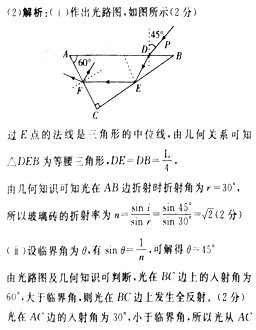 (2)解析:(ⅰ)作出光路图,如图所示(2分)
45°
P
D
A
B
60°
F
E
C
过E点的法线是三角形的中位线,由几何关系可知
△DEB为等腰三角形,DE=DB=L/4.
由几何知识可知光在AB边折射时折射角为r=30°,
所以玻璃砖的折射率为n=sin i/sin r=sin 45°/sin 30°=√2(2分)
(ⅱ)设临界角为θ,有sin θ=1/n,可解得θ=45°
由光路图及几何知识可判断,光在BC边上的入射角为
60°,大于临界角,则光在BC边上发生全反射。(2分)
光在AC边的入射角为30°,小于临界角,所以光从AC